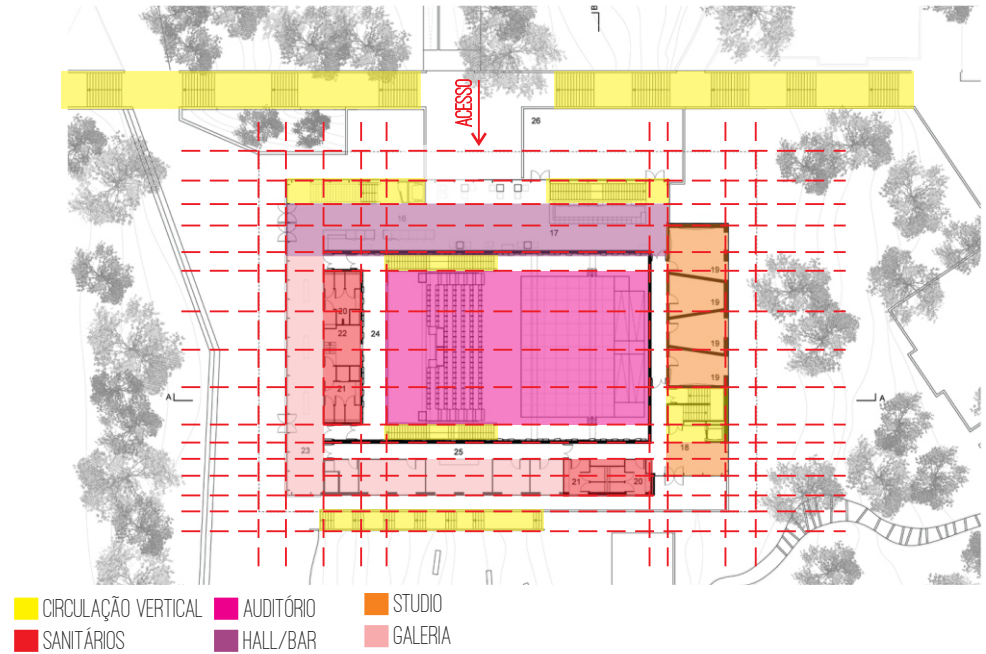 B
ACESSO
26
16
17
19
20
19
22
24
19
21
19
A
A
18
23
25
21
20
CIRCULAÇÃO VERTICAL
AUDITÓRIO
STUDIO
SANITÁRIOS
HALL/BAR
GALERIA